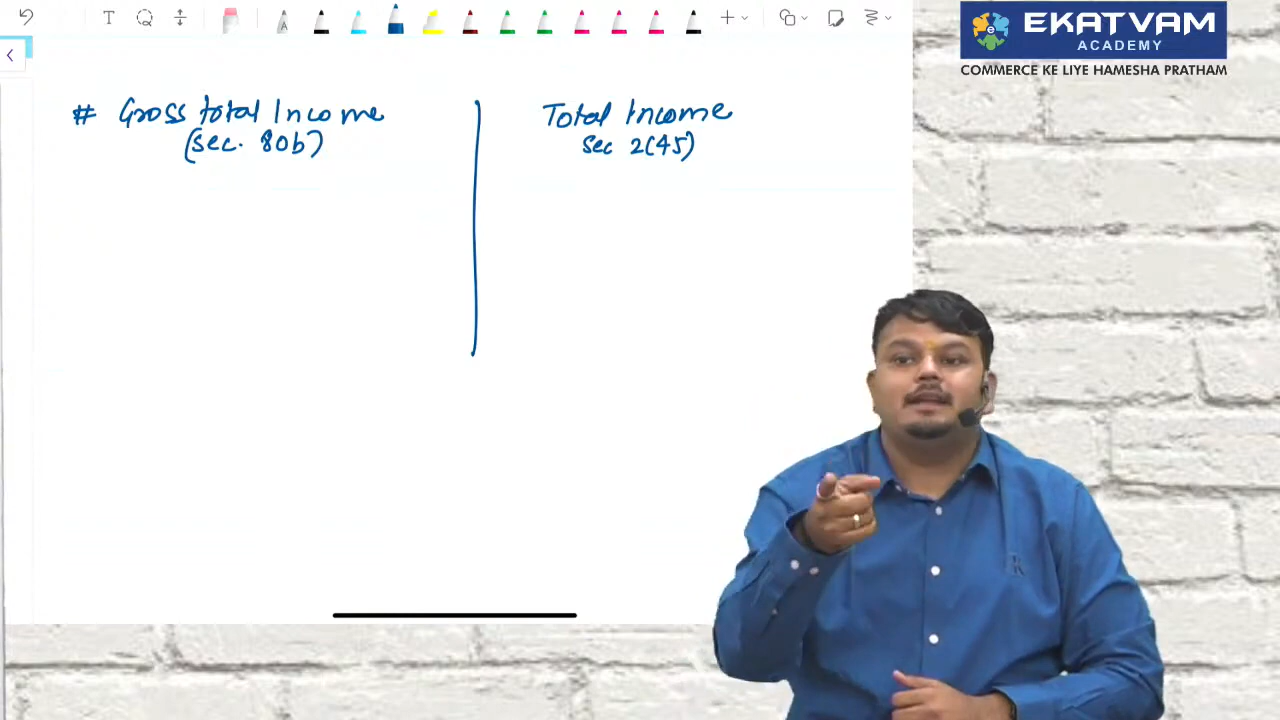 EKATVAM
ACADEMY
COMMERCE KE LIYE HAMESHA PRATHAM
# Gross total Income
(sec. 80b)
Total Income
sec 2(45)